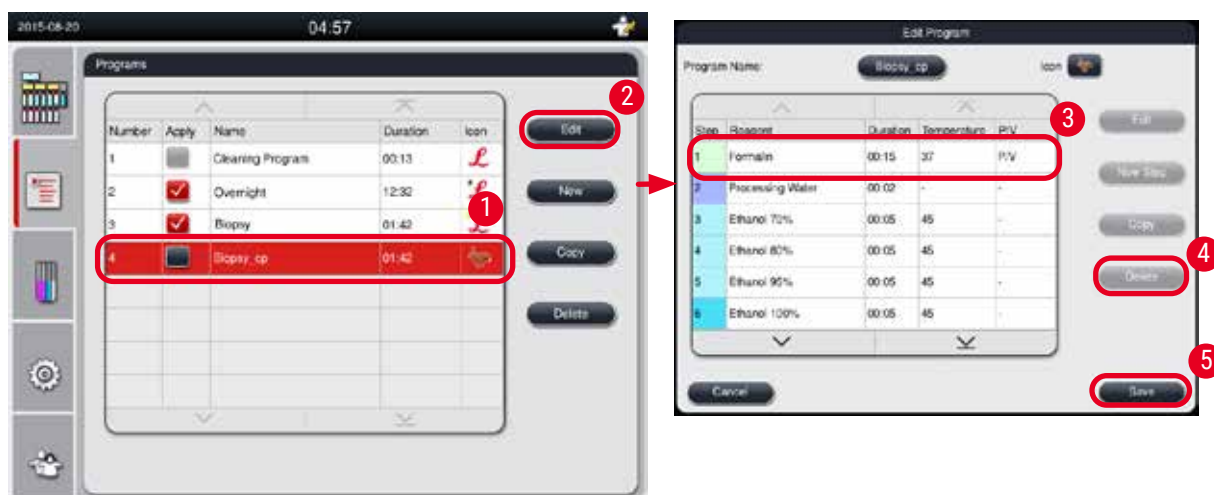 2015-08-20 04:57
Programs
Number Apply Name Duration Icon
1 Cleaning Program 00:13 L
2 Overnight 12:32 *L
3 Biopsy 01:42 L
4 Biopsy_cp 01:42
Edit
New
Copy
Delete
1
2
Edit Program
Program Name: Biopsy_cp Icon
Step Reagent Duration Temperature P/V
1 Formalin 00:15 37 P/V
2 Processing Water 00:02 - -
3 Ethanol 70% 00:05 45 -
4 Ethanol 80% 00:05 45 -
5 Ethanol 95% 00:05 45 -
6 Ethanol 100% 00:05 45 -
Edit
New Step
Copy
Delete
Cancel
Save
3
4
5